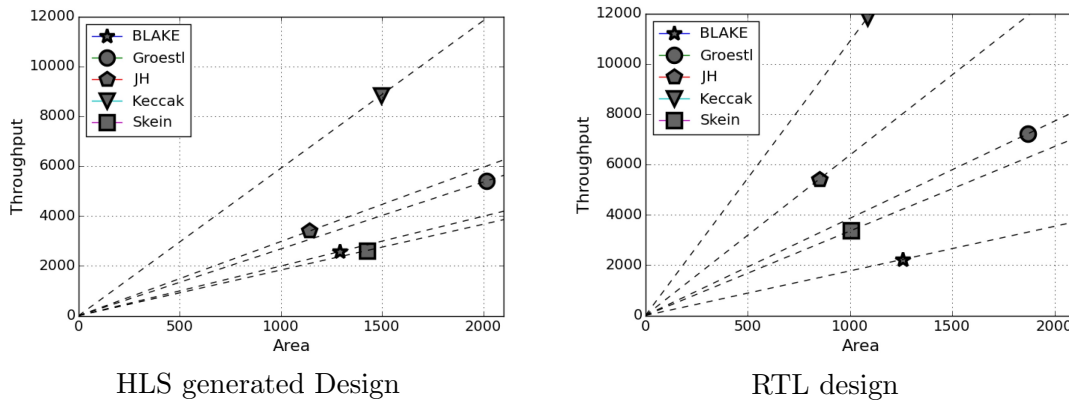 12000
10000
8000
6000
4000
2000
0
Throughput
BLAKE
Groestl
JH
Keccak
Skein
0 500 1000 1500 2000
Area
HLS generated Design
12000
10000
8000
6000
4000
2000
0
Throughput
BLAKE
Groestl
JH
Keccak
Skein
0 500 1000 1500 2000
Area
RTL design